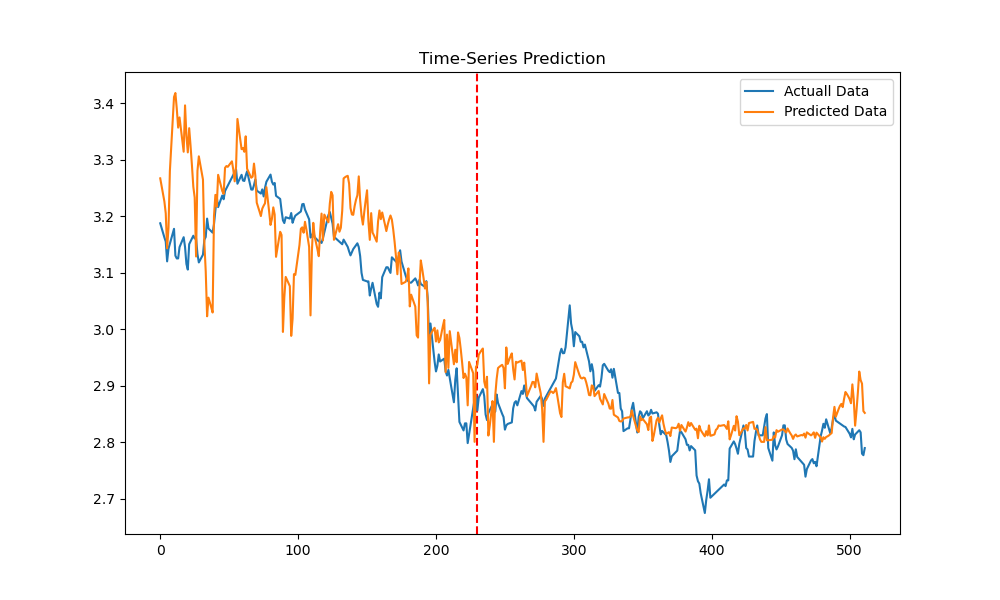 Time-Series Prediction
Actuall Data
Predicted Data
3.4
3.3
3.2
3.1
3.0
2.9
2.8
2.7
0 100 200 300 400 500